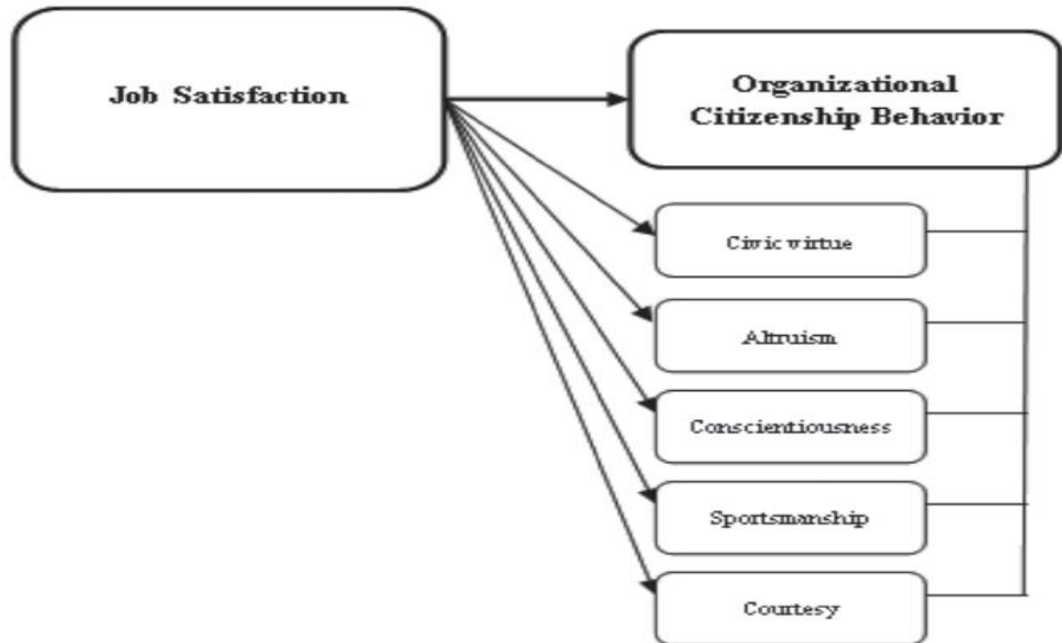 Job Satisfaction
Organizational
Citizenship Behavior
Civic virtue
Altruism
Conscientiousness
Sportsmanship
Courtesy